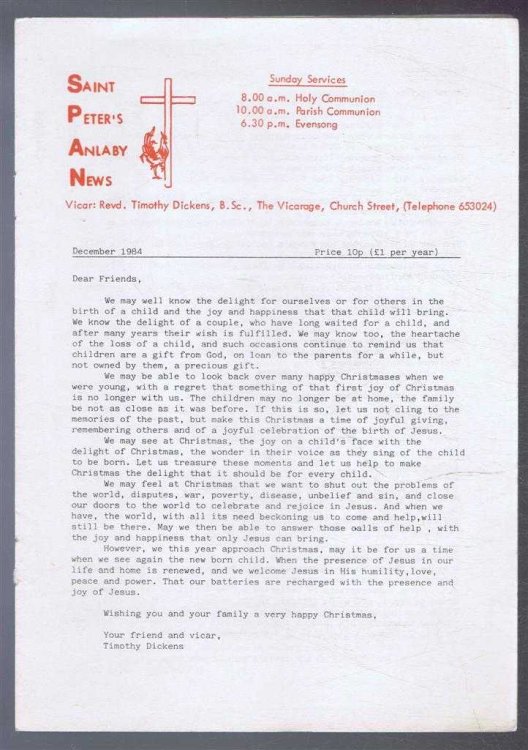 SAINT
PETER'S
ANLABY
NEWS
Sunday Services
8.00 a.m. Holy Communion
10.00 a.m. Parish Communion
6.30 p.m. Evensong
Vicar: Revd. Timothy Dickens, B.Sc., The Vicarage, Church Street, (Telephone 653024)
December 1984 Price 10p (£1 per year)
Dear Friends,
We may well know the delight for ourselves or for others in the
birth of a child and the joy and happiness that that child will bring.
We know the delight of a couple, who have long waited for a child, and
after many years their wish is fulfilled. We may know too, the heartache
of the loss of a child, and such occasions continue to remind us that
children are a gift from God, on loan to the parents for a while, but
not owned by them, a precious gift.
We may be able to look back over many happy Christmases when we
were young, with a regret that something of that first joy of Christmas
is no longer with us. The children may no longer be at home, the family
be not as close as it was before. If this is so, let us not cling to the
memories of the past, but make this Christmas a time of joyful giving,
remembering others and of a joyful celebration of the birth of Jesus.
We may see at Christmas, the joy on a child's face with the
delight of Christmas, the wonder in their voice as they sing of the child
to be born. Let us treasure these moments and let us help to make
Christmas the delight that it should be for every child.
We may feel at Christmas that we want to shut out the problems of
the world, disputes, war, poverty, disease, unbelief and sin, and close
our doors to the world to celebrate and rejoice in Jesus. And when we
have, the world, with all its need beckoning us to come and help,will
still be there. May we then be able to answer those calls of help , with
the joy and happiness that only Jesus can bring.
However, we this year approach Christmas, may it be for us a time
when we see again the new born child. When the presence of Jesus in our
life and home is renewed, and we welcome Jesus in His humility,love,
peace and power. That our batteries are recharged with the presence and
joy of Jesus.
Wishing you and your family a very happy Christmas,
Your friend and vicar,
Timothy Dickens